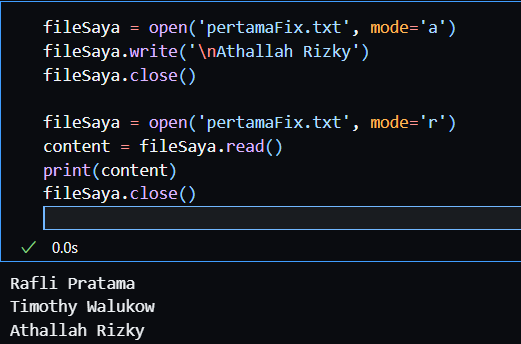 fileSaya = open('pertamaFix.txt', mode='a')
fileSaya.write('\nAthallah Rizky')
fileSaya.close()
fileSaya = open('pertamaFix.txt', mode='r')
content = fileSaya.read()
print(content)
fileSaya.close()
0.0s
Rafli Pratama
Timothy Walukow
Athallah Rizky